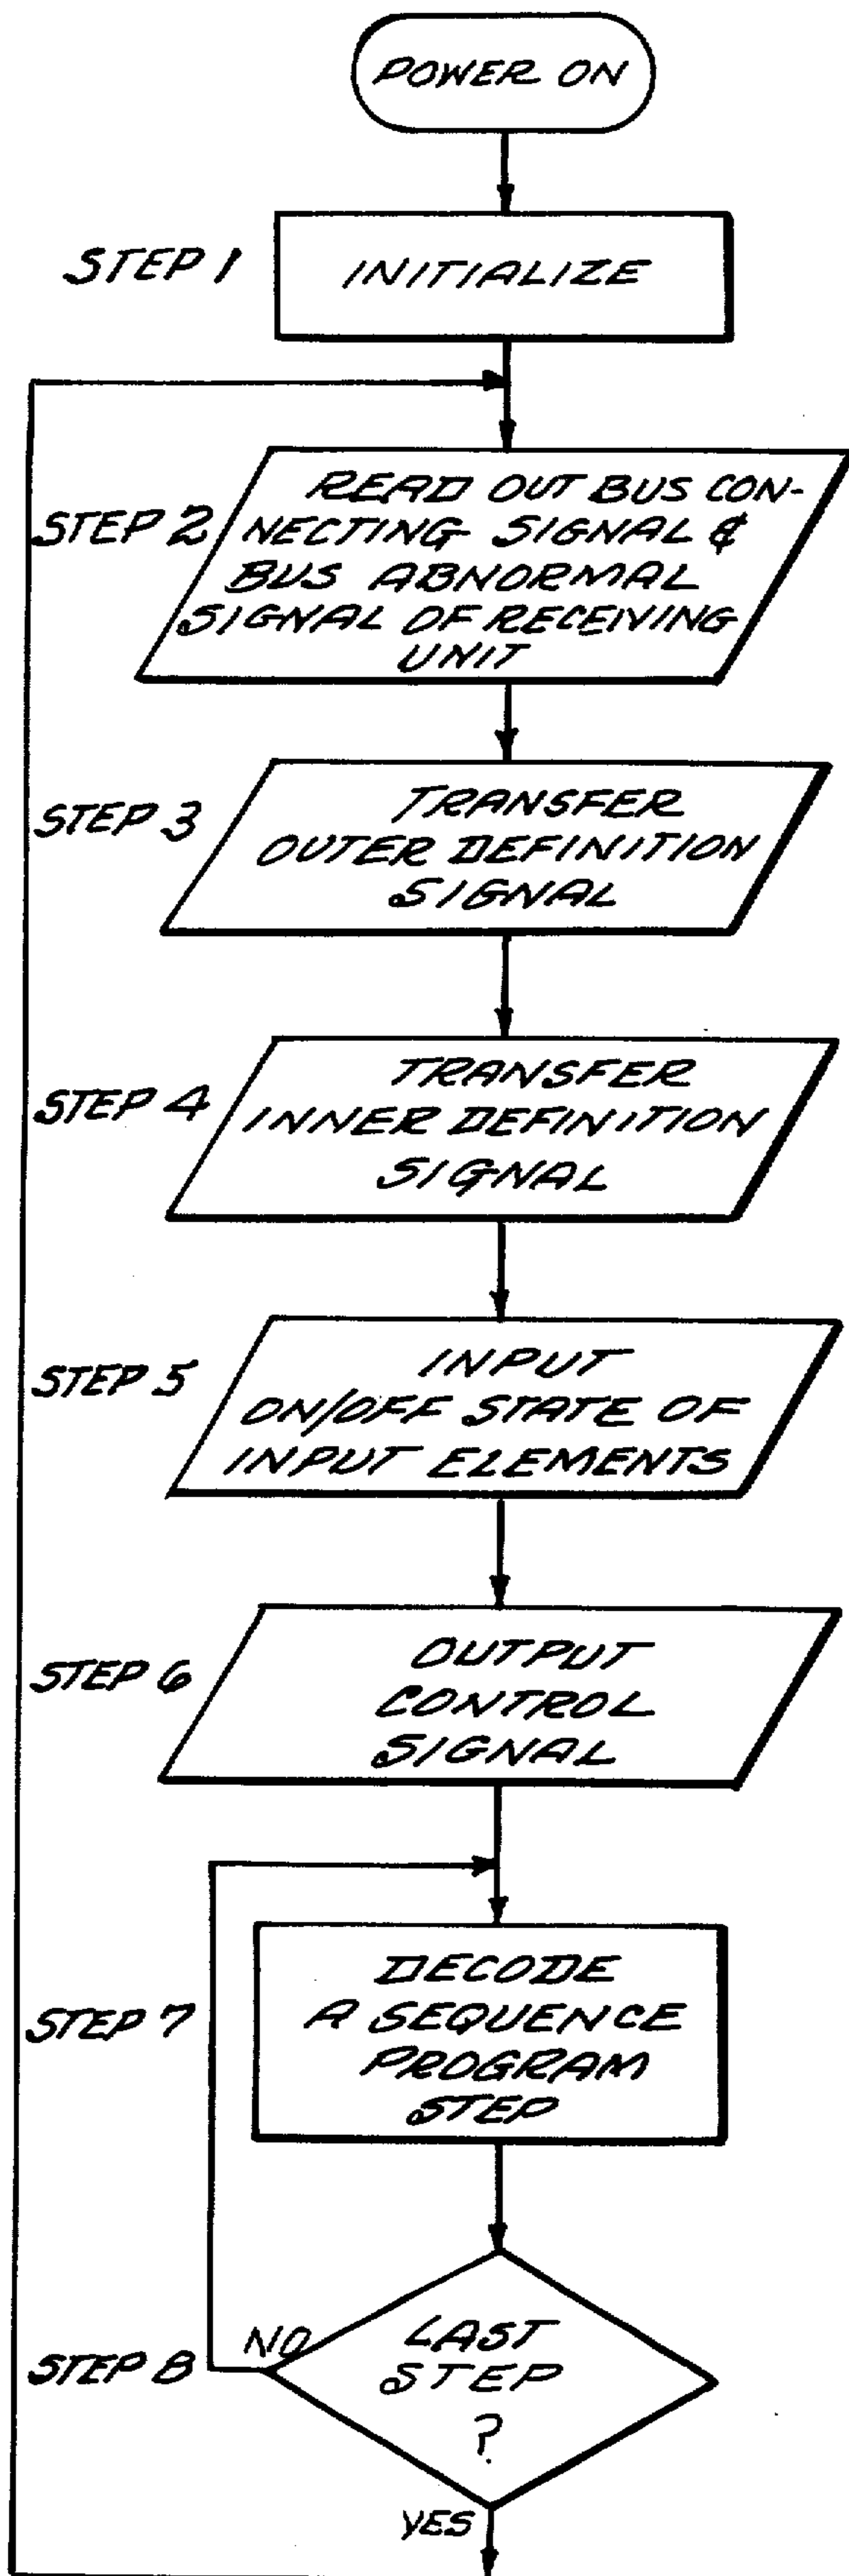 POWER ON
STEP 1
INITIALIZE
STEP 2
READ OUT BUS CON-
NECTING SIGNAL &
BUS ABNORMAL
SIGNAL OF RECEIVING
UNIT
STEP 3
TRANSFER
OUTER DEFINITION
SIGNAL
STEP 4
TRANSFER
INNER DEFINITION
SIGNAL
STEP 5
INPUT
ON/OFF STATE OF
INPUT ELEMENTS
STEP 6
OUTPUT
CONTROL
SIGNAL
STEP 7
DECODE
A SEQUENCE
PROGRAM
STEP
STEP 8
NO
LAST
STEP
?
YES